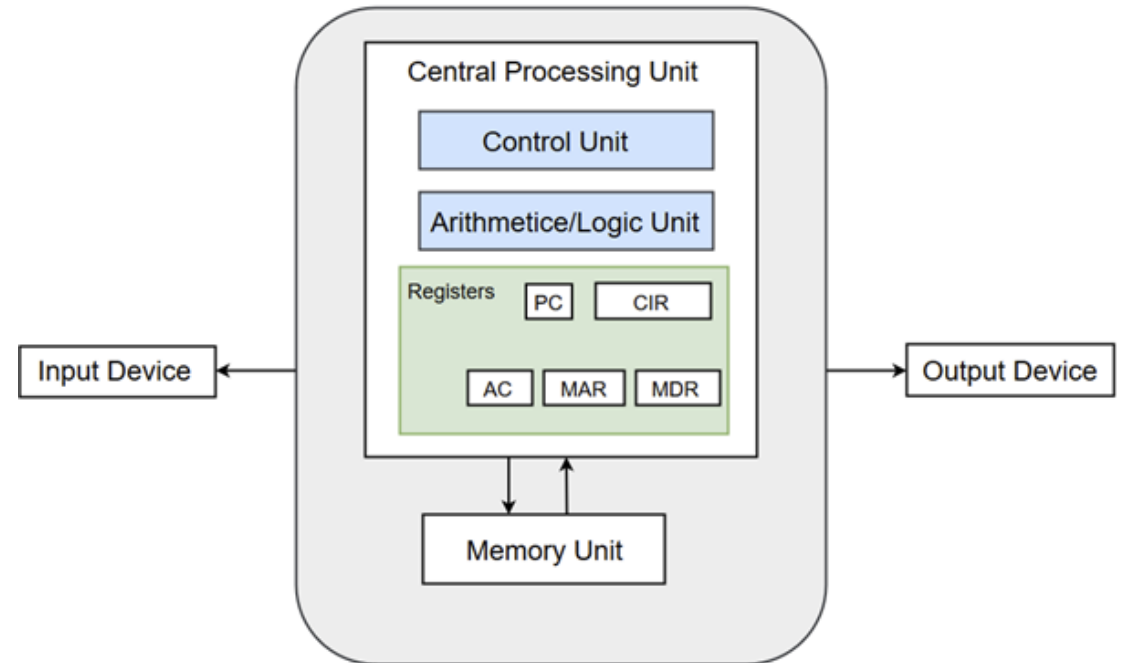 Central Processing Unit
Control Unit
Arithmetice/Logic Unit
Registers
PC
CIR
Input Device
Output Device
AC
MAR
MDR
Memory Unit